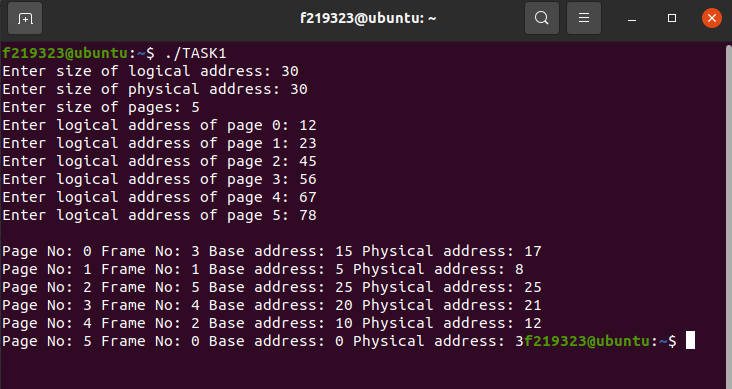 f219323@ubuntu: ~
f219323@ubuntu:~$ ./TASK1
Enter size of logical address: 30
Enter size of physical address: 30
Enter size of pages: 5
Enter logical address of page 0: 12
Enter logical address of page 1: 23
Enter logical address of page 2: 45
Enter logical address of page 3: 56
Enter logical address of page 4: 67
Enter logical address of page 5: 78
Page No: 0 Frame No: 3 Base address: 15 Physical address: 17
Page No: 1 Frame No: 1 Base address: 5 Physical address: 8
Page No: 2 Frame No: 5 Base address: 25 Physical address: 25
Page No: 3 Frame No: 4 Base address: 20 Physical address: 21
Page No: 4 Frame No: 2 Base address: 10 Physical address: 12
Page No: 5 Frame No: 0 Base address: 0 Physical address: 3f219323@ubuntu:~$